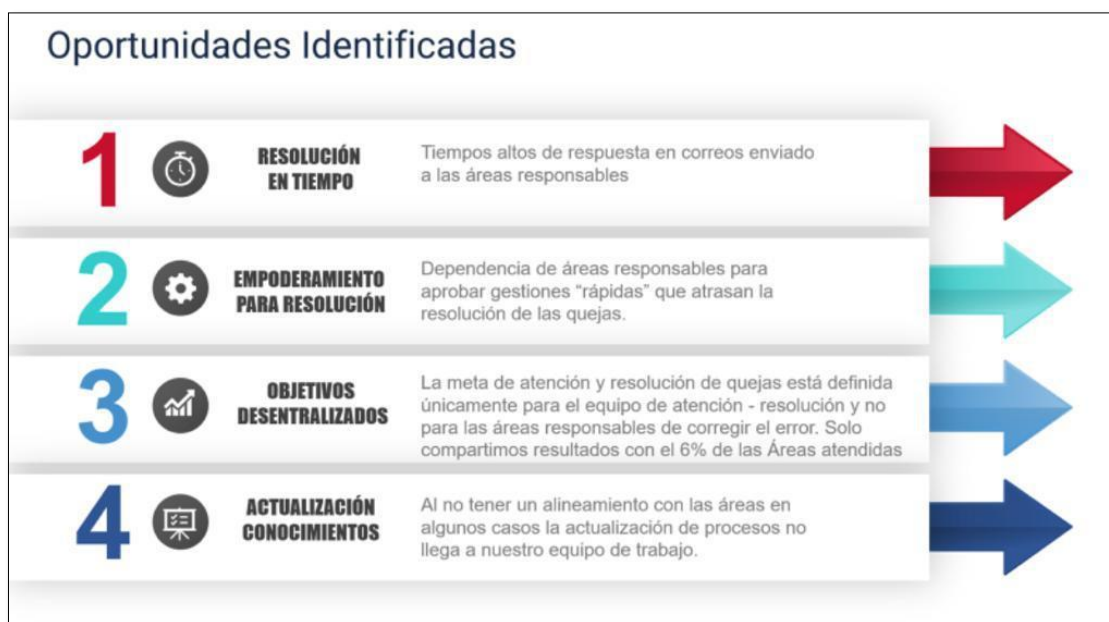 Oportunidades Identificadas
1
RESOLUCIÓN
EN TIEMPO
Tiempos altos de respuesta en correos enviado
a las áreas responsables
2
EMPODERAMIENTO
PARA RESOLUCIÓN
Dependencia de áreas responsables para
aprobar gestiones “rápidas” que atrasan la
resolución de las quejas.
3
OBJETIVOS
DESENTRALIZADOS
La meta de atención y resolución de quejas está definida
únicamente para el equipo de atención - resolución y no
para las áreas responsables de corregir el error. Solo
compartimos resultados con el 6% de las Áreas atendidas
4
ACTUALIZACIÓN
CONOCIMIENTOS
Al no tener un alineamiento con las áreas en
algunos casos la actualización de procesos no
llega a nuestro equipo de trabajo.